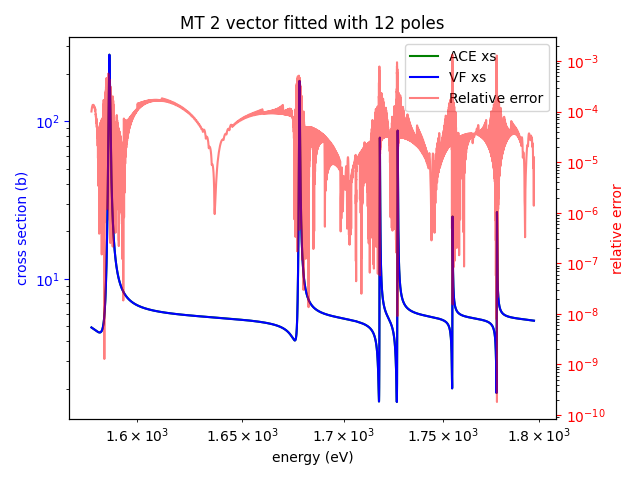 MT 2 vector fitted with 12 poles
ACE xs
VF xs
Relative error
cross section (b)
10²
10¹
relative error
10⁻³
10⁻⁴
10⁻⁵
10⁻⁶
10⁻⁷
10⁻⁸
10⁻⁹
10⁻¹⁰
1.6 × 10³
1.65 × 10³
1.7 × 10³
1.75 × 10³
1.8 × 10³
energy (eV)